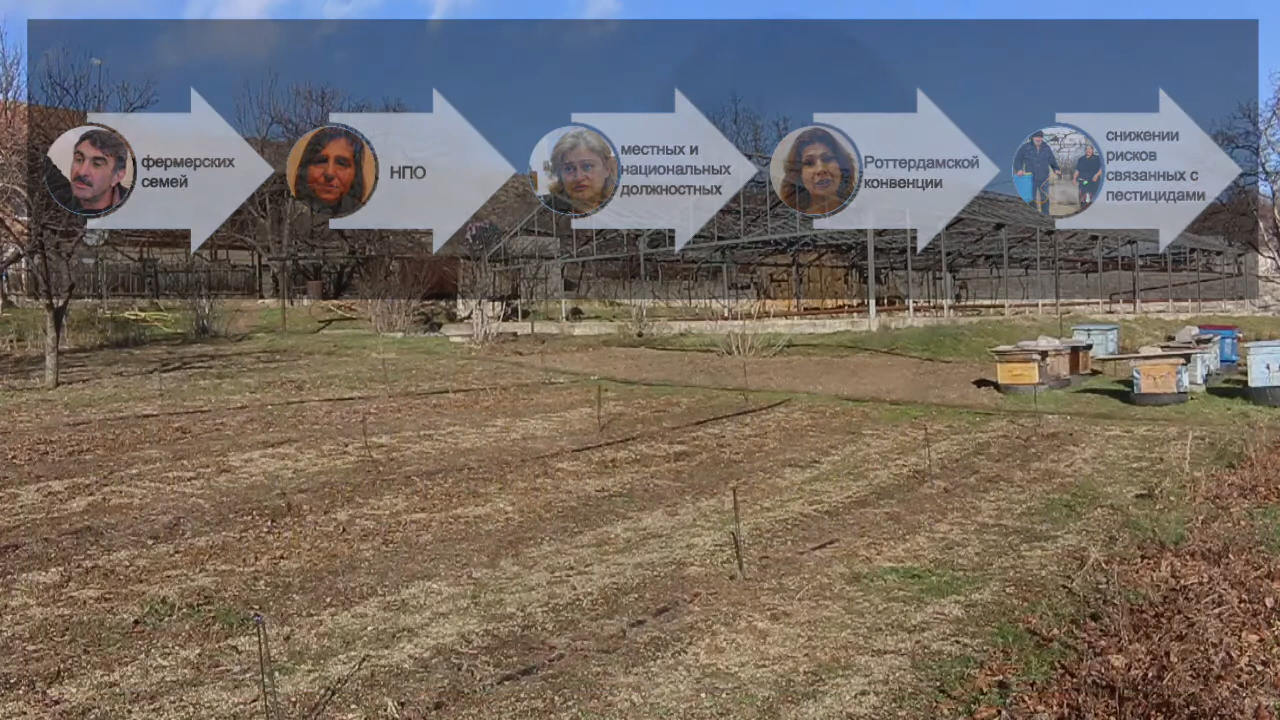 фермерских
семей
НПО
местных и
национальных
должностных
Роттердамской
конвенции
снижении
рисков
связанных с
пестицидами